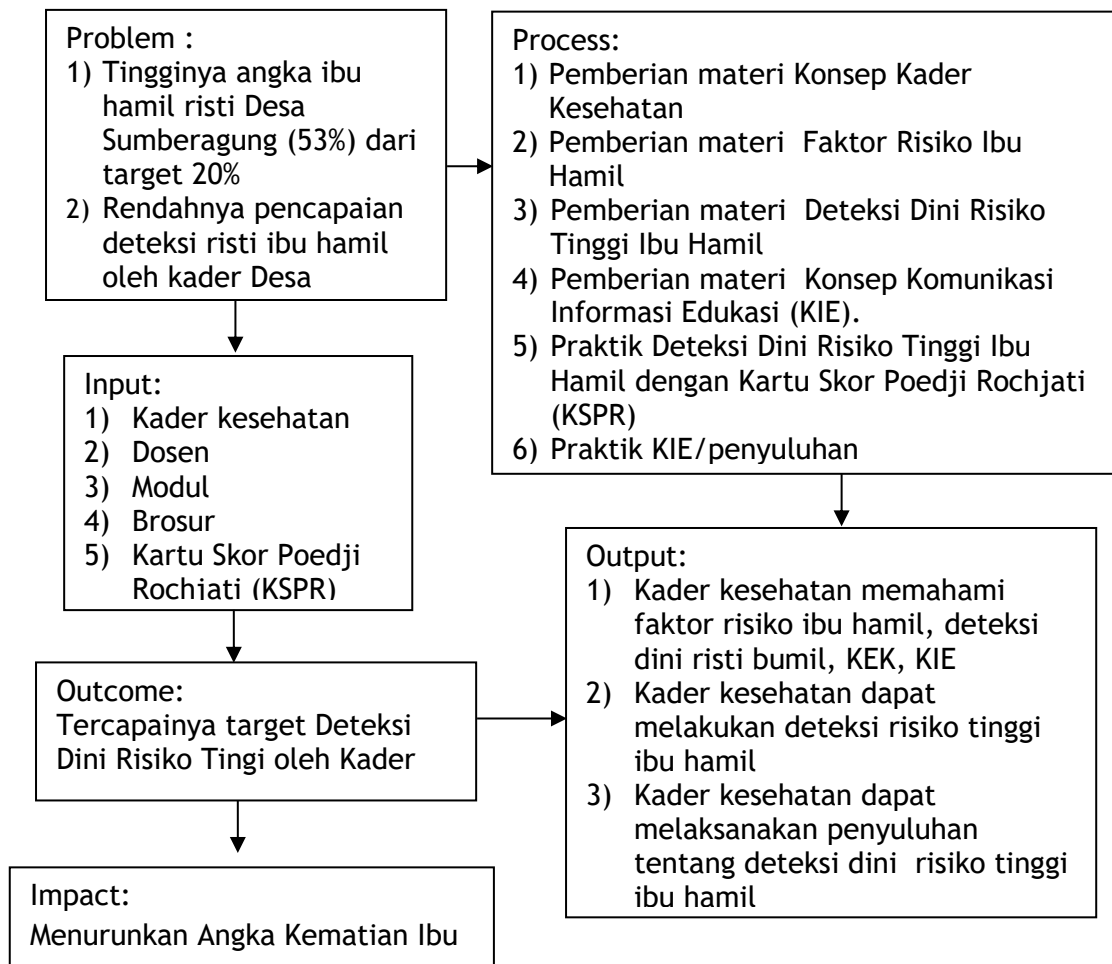 Problem :
1) Tingginya angka ibu
hamil risti Desa
Sumberagung (53%) dari
target 20%
2) Rendahnya pencapaian
deteksi risti ibu hamil
oleh kader Desa
Process:
1) Pemberian materi Konsep Kader
Kesehatan
2) Pemberian materi Faktor Risiko Ibu
Hamil
3) Pemberian materi Deteksi Dini Risiko
Tinggi Ibu Hamil
4) Pemberian materi Konsep Komunikasi
Informasi Edukasi (KIE).
5) Praktik Deteksi Dini Risiko Tinggi Ibu
Hamil dengan Kartu Skor Poedji Rochjati
(KSPR)
6) Praktik KIE/penyuluhan
Input:
1) Kader kesehatan
2) Dosen
3) Modul
4) Brosur
5) Kartu Skor Poedji
Rochjati (KSPR)
Output:
1) Kader kesehatan memahami
faktor risiko ibu hamil, deteksi
dini risti bumil, KEK, KIE
2) Kader kesehatan dapat
melakukan deteksi risiko tinggi
ibu hamil
3) Kader kesehatan dapat
melaksanakan penyuluhan
tentang deteksi dini risiko tinggi
ibu hamil
Outcome:
Tercapainya target Deteksi
Dini Risiko Tingi oleh Kader
Impact:
Menurunkan Angka Kematian Ibu